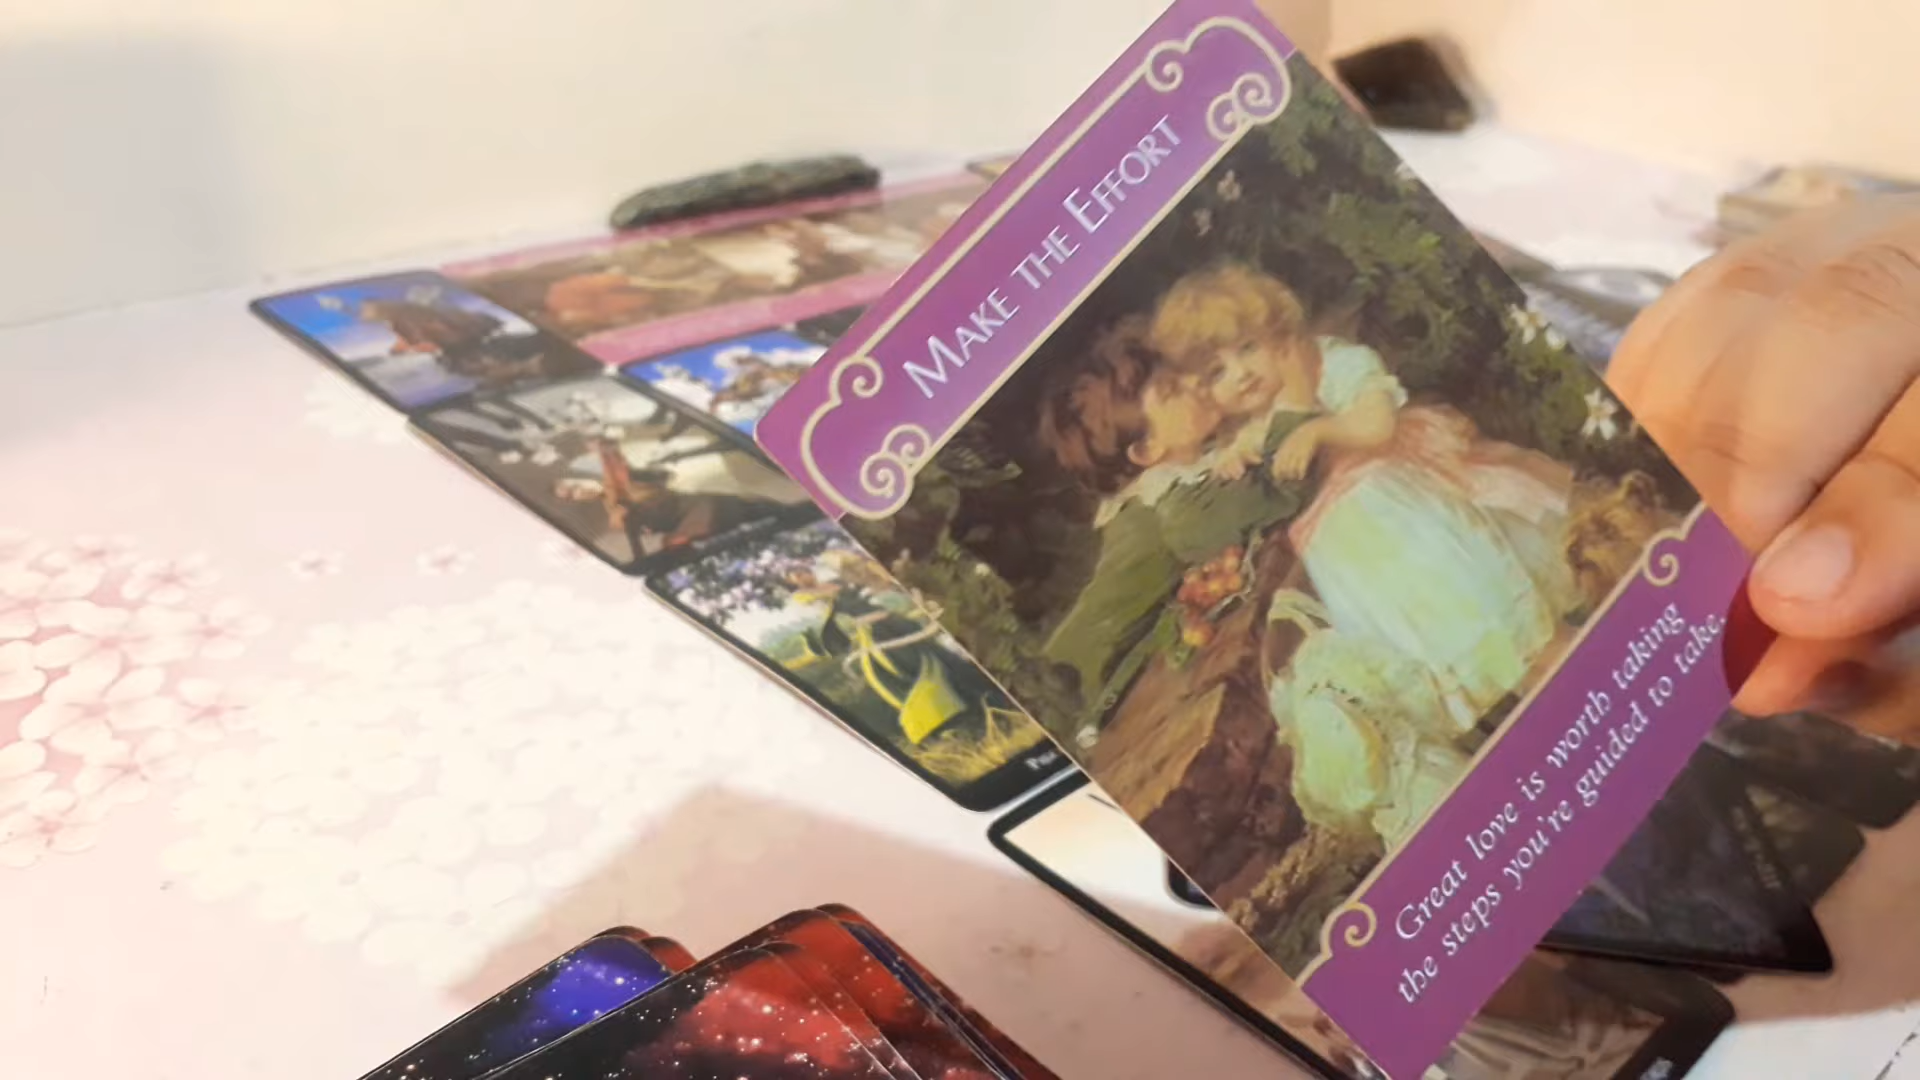 MAKE THE EFFORT
Great love is worth taking
the steps you're guided to take.